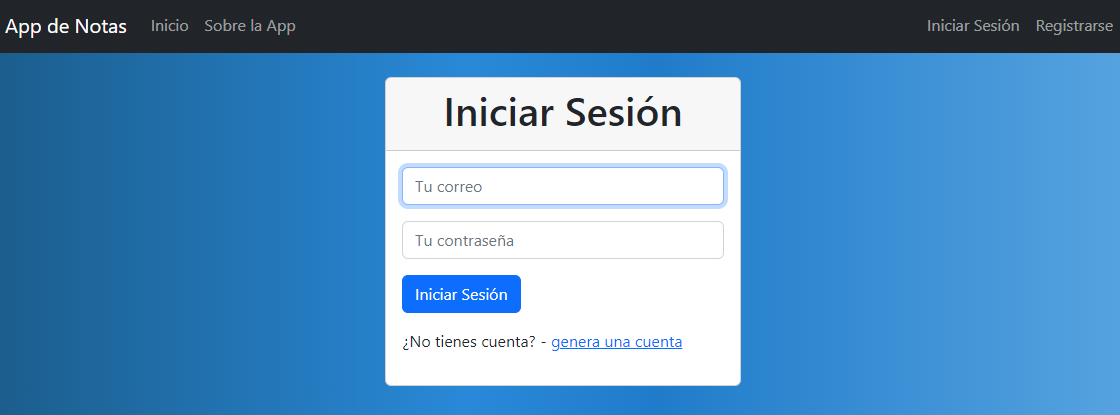 App de Notas Inicio Sobre la App Iniciar Sesión Registrarse
Iniciar Sesión
Tu correo
Tu contraseña
Iniciar Sesión
¿No tienes cuenta? - genera una cuenta